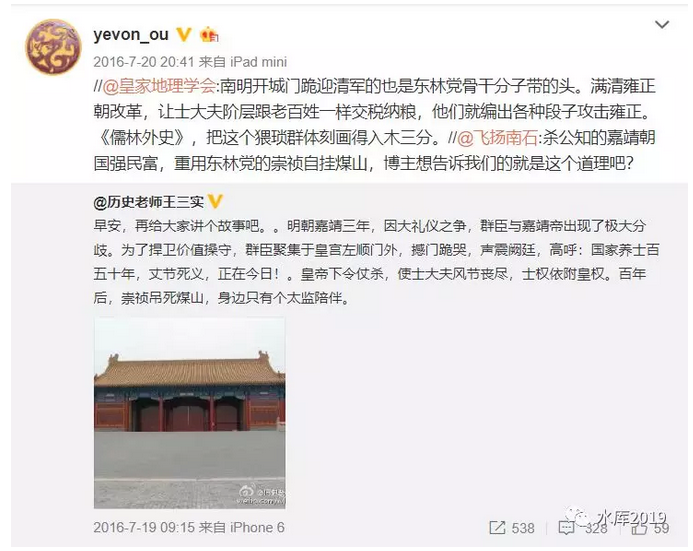 yevon_ou
2016-7-20 20:41 来自 iPad mini
//@皇家地理学会:南明开城门跪迎清军的也是东林党骨干分子带的头。满清雍正
朝改革，让士大夫阶层跟老百姓一样交税纳粮，他们就编出各种段子攻击雍正。
《儒林外史》，把这个猥琐群体刻画得入木三分。//@飞扬南石:杀公知的嘉靖朝
国强民富，重用东林党的崇祯自挂煤山，博主想告诉我们的就是这个道理吧？
@历史老师王三实
早安，再给大家讲个故事吧。。明朝嘉靖三年，因大礼仪之争，群臣与嘉靖帝出现了极大分
歧。为了捍卫价值操守，群臣聚集于皇宫左顺门外，撼门跪哭，声震阙廷，高呼：国家养士百
五十年，丈节死义，正在今日！。皇帝下令仗杀，使士大夫风节丧尽，士权依附皇权。百年
后，崇祯吊死煤山，身边只有个太监陪伴。
2016-7-19 09:15 来自 iPhone 6
538
328
59
水库2019